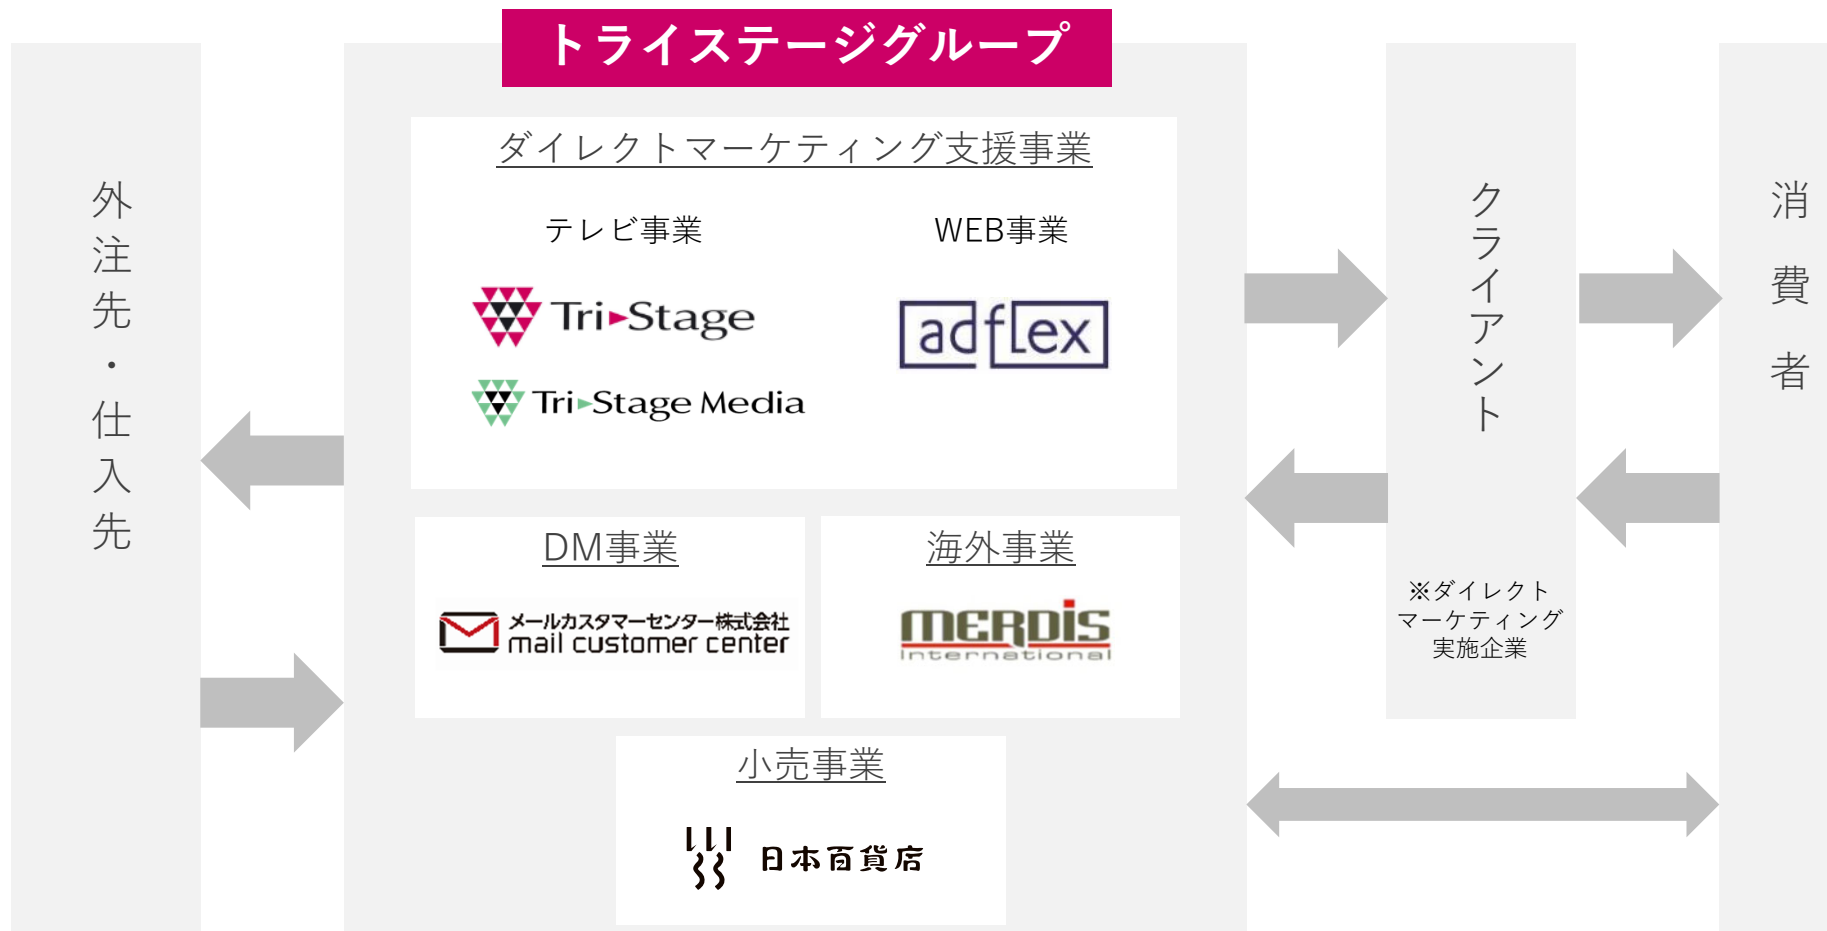 トライステージグループ
外注先・仕入先
ダイレクトマーケティング支援事業
テレビ事業
WEB事業
Tri-Stage
adflex
Tri-Stage Media
DM事業
メールカスタマーセンター株式会社
mail customer center
海外事業
MERDIS
International
小売事業
日本百貨店
クライアント
※ダイレクト
マーケティング
実施企業
消費者